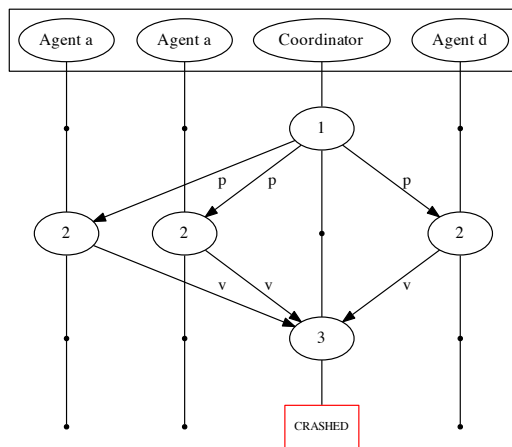 Agent a Agent a Coordinator Agent d
1
p p p
2 2 2
v v v
3
CRASHED